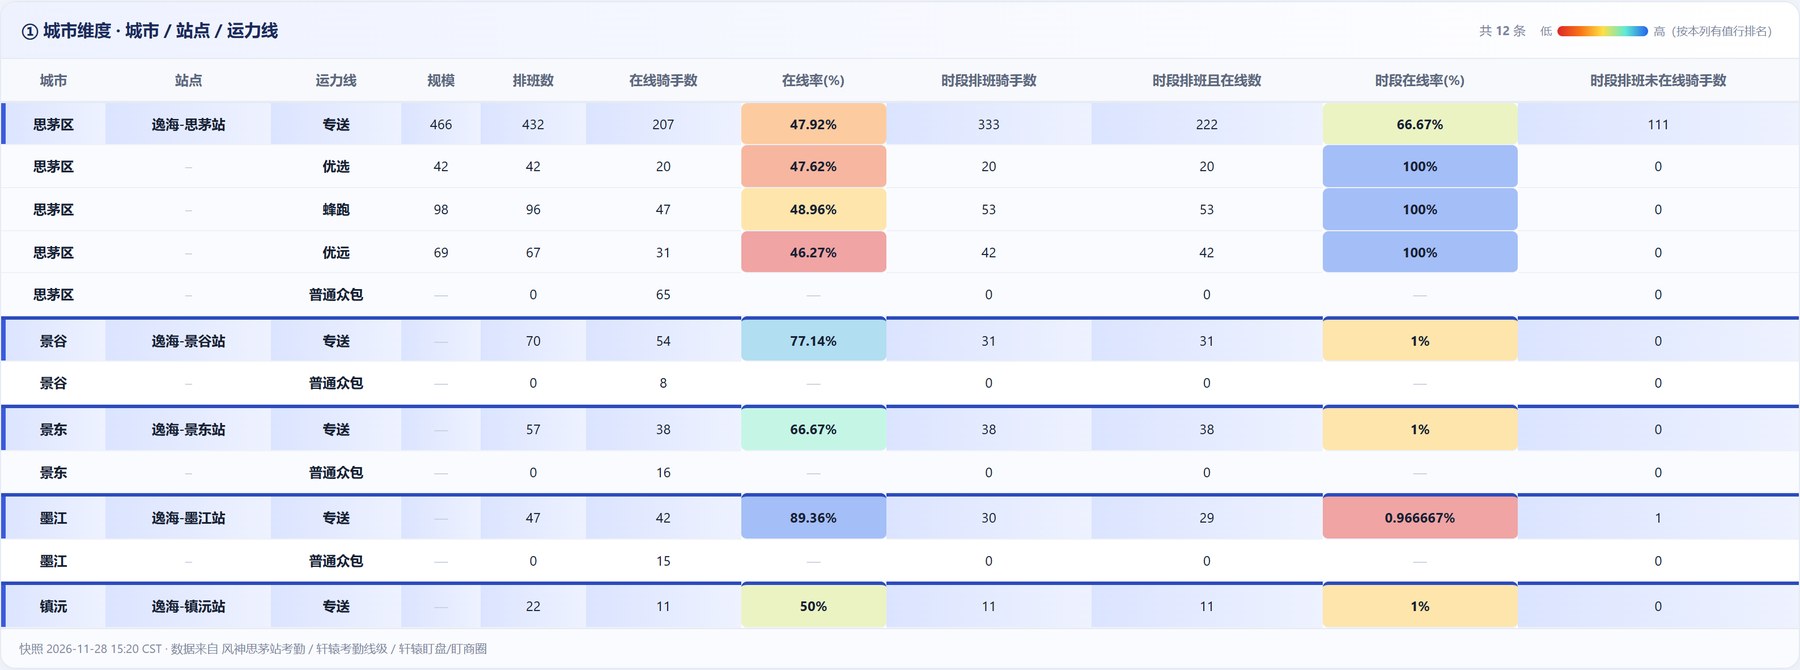 ① 城市维度 · 城市 / 站点 / 运力线 共 12 条 低 高 (按本列有值行排名)
城市 站点 运力线 规模 排班数 在线骑手数 在线率(%) 时段排班骑手数 时段排班且在线数 时段在线率(%) 时段排班未在线骑手数
思茅区 逸海-思茅站 专送 466 432 207 47.92% 333 222 66.67% 111
思茅区 – 优选 42 42 20 47.62% 20 20 100% 0
思茅区 – 蜂跑 98 96 47 48.96% 53 53 100% 0
思茅区 – 优远 69 67 31 46.27% 42 42 100% 0
思茅区 – 普通众包 — 0 65 — 0 0 — 0
景谷 逸海-景谷站 专送 — 70 54 77.14% 31 31 1% 0
景谷 – 普通众包 — 0 8 — 0 0 — 0
景东 逸海-景东站 专送 — 57 38 66.67% 38 38 1% 0
景东 – 普通众包 — 0 16 — 0 0 — 0
墨江 逸海-墨江站 专送 — 47 42 89.36% 30 29 0.966667% 1
墨江 – 普通众包 — 0 15 — 0 0 — 0
镇沅 逸海-镇沅站 专送 — 22 11 50% 11 11 1% 0
快照 2026-11-28 15:20 CST · 数据来自 风神思茅站考勤 / 轩辕考勤线级 / 轩辕盯盘/盯商圈